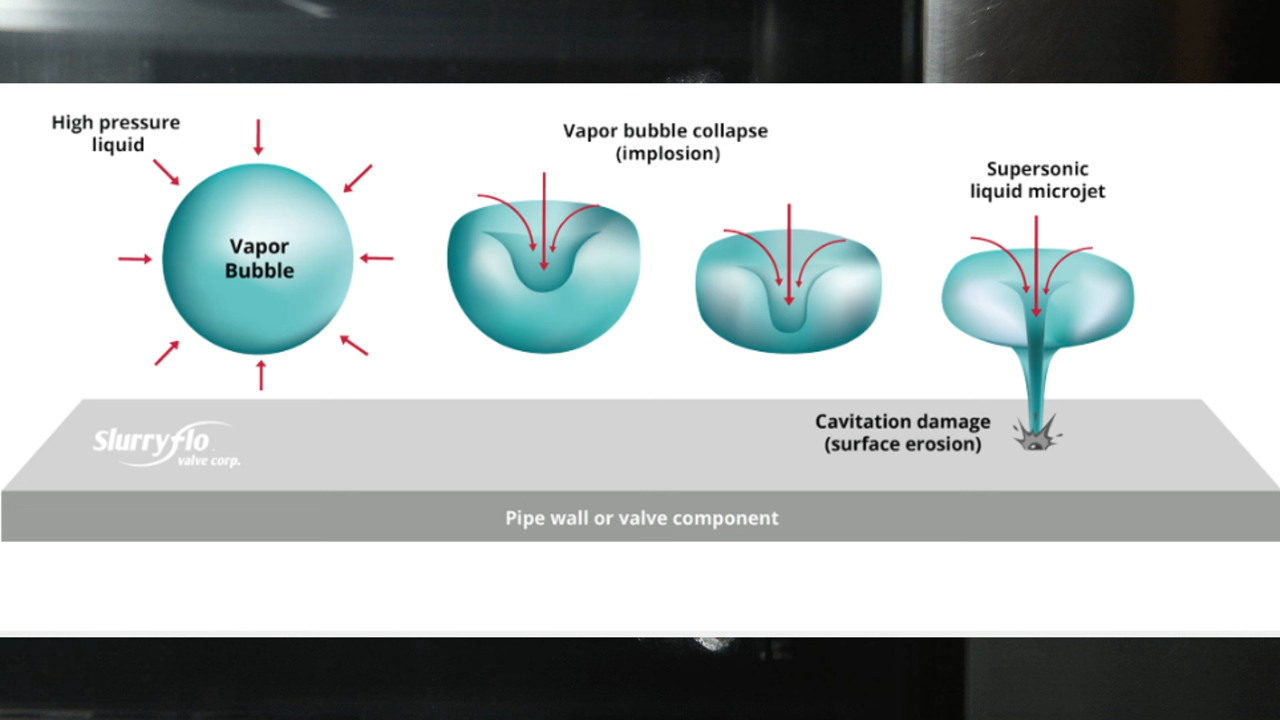 High pressure
liquid
Vapor
Bubble
Vapor bubble collapse
(implosion)
Supersonic
liquid microjet
Cavitation damage
(surface erosion)
Slurryflo
valve corp.
Pipe wall or valve component